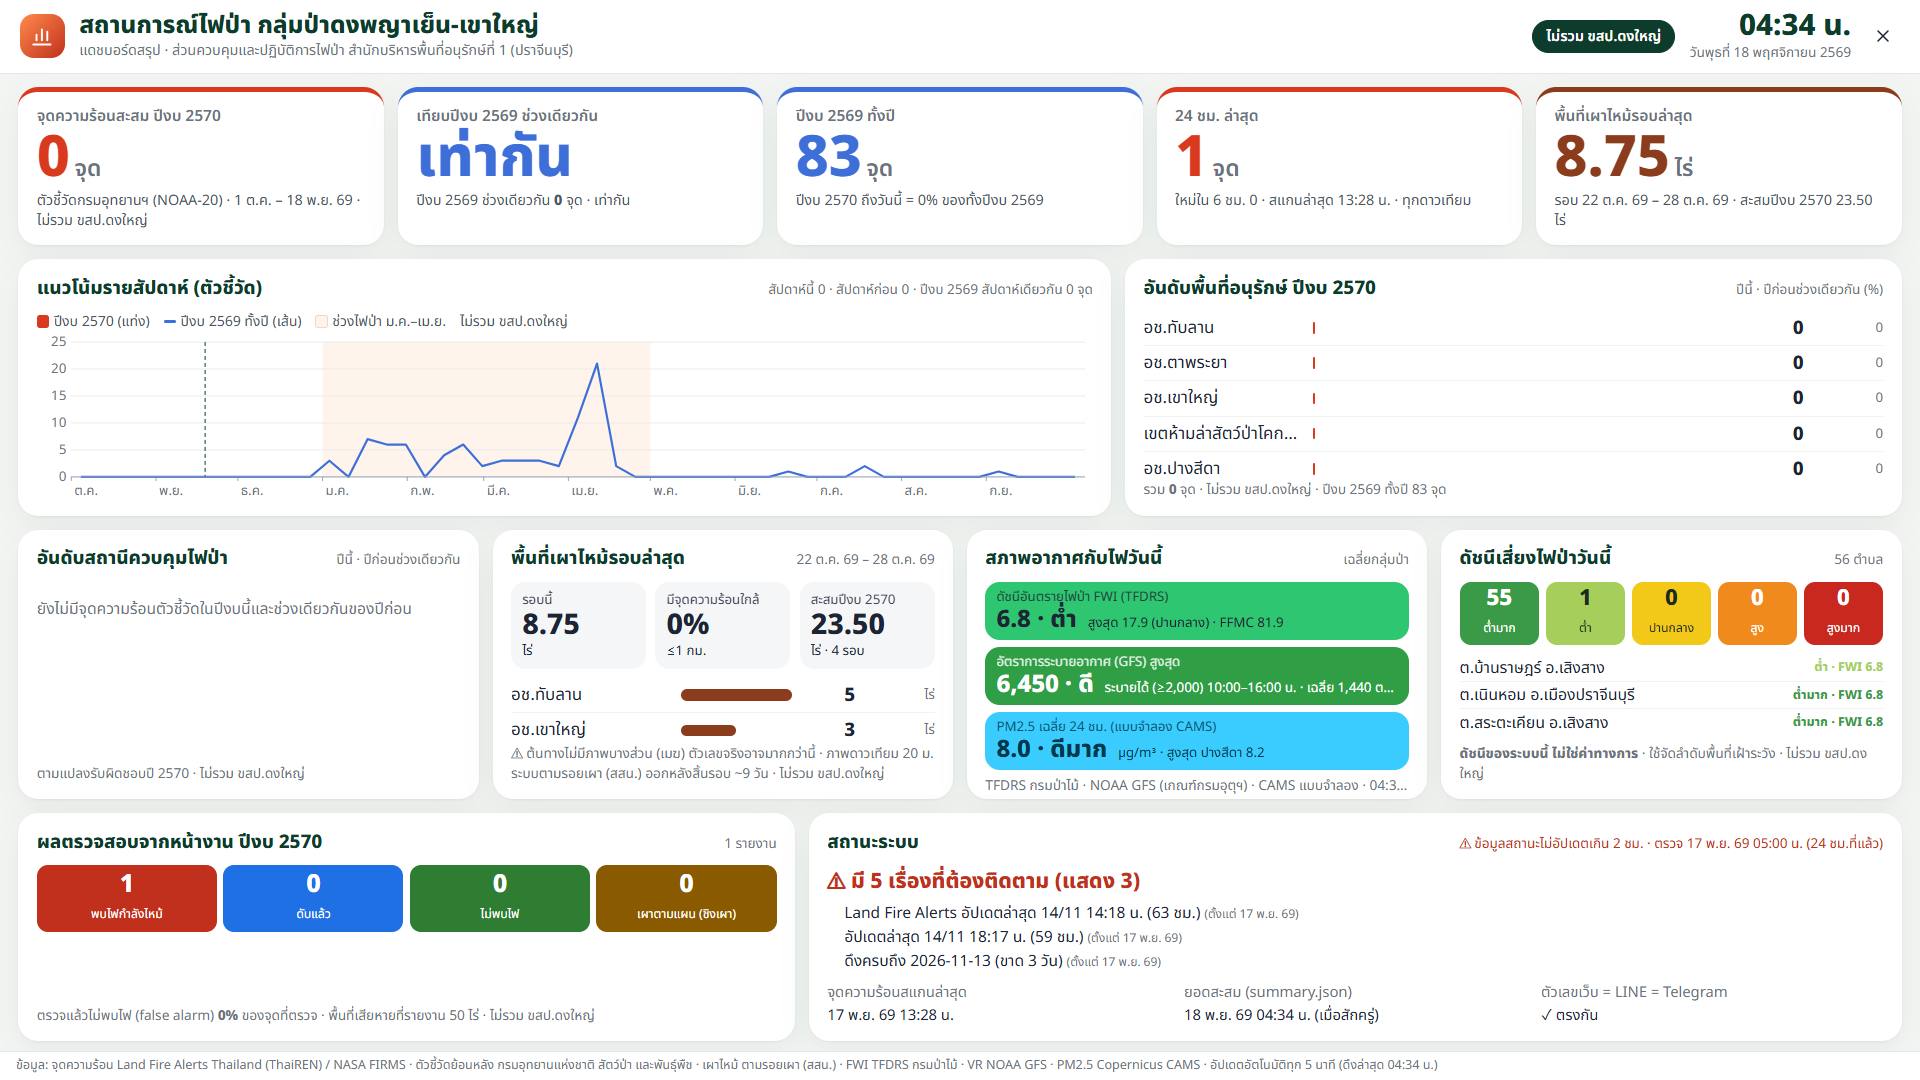 สถานการณ์ไฟป่า กลุ่มป่าดงพญาเย็น-เขาใหญ่
แดชบอร์ดสรุป · ส่วนควบคุมและปฏิบัติการไฟป่า สำนักบริหารพื้นที่อนุรักษ์ที่ 1 (ปราจีนบุรี)
ไม่รวม ขสป.ดงใหญ่
04:34 น.
วันพุธที่ 18 พฤศจิกายน 2569
จุดความร้อนสะสม ปีงบ 2570
0 จุด
ตัวชี้วัดกรมอุทยานฯ (NOAA-20) · 1 ต.ค. – 18 พ.ย. 69 ·
ไม่รวม ขสป.ดงใหญ่
เทียบปีงบ 2569 ช่วงเดียวกัน
เท่ากัน
ปีงบ 2569 ช่วงเดียวกัน 0 จุด · เท่ากัน
ปีงบ 2569 ทั้งปี
83 จุด
ปีงบ 2570 ถึงวันนี้ = 0% ของทั้งปีงบ 2569
24 ชม. ล่าสุด
1 จุด
ใหม่ใน 6 ชม. 0 · สแกนล่าสุด 13:28 น. · ทุกดาวเทียม
พื้นที่เผาไหม้รอบล่าสุด
8.75 ไร่
รอบ 22 ต.ค. 69 – 28 ต.ค. 69 · สะสมปีงบ 2570 23.50
ไร่
แนวโน้มรายสัปดาห์ (ตัวชี้วัด)
สัปดาห์นี้ 0 · สัปดาห์ก่อน 0 · ปีงบ 2569 สัปดาห์เดียวกัน 0 จุด
ปีงบ 2570 (แท่ง) ปีงบ 2569 ทั้งปี (เส้น) ช่วงไฟป่า ม.ค.–เม.ย. ไม่รวม ขสป.ดงใหญ่
25
20
15
10
5
0
ต.ค. พ.ย. ธ.ค. ม.ค. ก.พ. มี.ค. เม.ย. พ.ค. มิ.ย. ก.ค. ส.ค. ก.ย.
อันดับพื้นที่อนุรักษ์ ปีงบ 2570
ปีนี้ · ปีก่อนช่วงเดียวกัน (%)
อช.ทับลาน 0 0
อช.ตาพระยา 0 0
อช.เขาใหญ่ 0 0
เขตห้ามล่าสัตว์ป่าโคก... 0 0
อช.ปางสีดา 0 0
รวม 0 จุด · ไม่รวม ขสป.ดงใหญ่ · ปีงบ 2569 ทั้งปี 83 จุด
อันดับสถานีควบคุมไฟป่า
ปีนี้ · ปีก่อนช่วงเดียวกัน
ยังไม่มีจุดความร้อนตัวชี้วัดในปีงบนี้และช่วงเดียวกันของปีก่อน
ตามแปลงรับผิดชอบปี 2570 · ไม่รวม ขสป.ดงใหญ่
พื้นที่เผาไหม้รอบล่าสุด
22 ต.ค. 69 – 28 ต.ค. 69
รอบนี้
8.75
ไร่
มีจุดความร้อนใกล้
0%
≤1 กม.
สะสมปีงบ 2570
23.50
ไร่ · 4 รอบ
อช.ทับลาน 5 ไร่
อช.เขาใหญ่ 3 ไร่
⚠ ต้นทางไม่มีภาพบางส่วน (เมฆ) ตัวเลขจริงอาจมากกว่านี้ · ภาพดาวเทียม 20 ม.
ระบบตามรอยเผา (สสน.) ออกหลังสิ้นรอบ ~9 วัน · ไม่รวม ขสป.ดงใหญ่
สภาพอากาศกับไฟวันนี้
เฉลี่ยกลุ่มป่า
ดัชนีอันตรายไฟป่า FWI (TFDRS)
6.8 · ต่ำ สูงสุด 17.9 (ปานกลาง) · FFMC 81.9
อัตราการระบายอากาศ (GFS) สูงสุด
6,450 · ดี ระบายได้ (≥2,000) 10:00–16:00 น. · เฉลี่ย 1,440 ต...
PM2.5 เฉลี่ย 24 ชม. (แบบจำลอง CAMS)
8.0 · ดีมาก µg/m³ · สูงสุด ปางสีดา 8.2
TFDRS กรมป่าไม้ · NOAA GFS (เกณฑ์กรมอุตุฯ) · CAMS แบบจำลอง · 04:3...
ดัชนีเสี่ยงไฟป่าวันนี้
56 ตำบล
55 1 0 0 0
ต่ำมาก ต่ำ ปานกลาง สูง สูงมาก
ต.บ้านราษฎร์ อ.เสิงสาง ต่ำ · FWI 6.8
ต.เนินหอม อ.เมืองปราจีนบุรี ต่ำมาก · FWI 6.8
ต.สระตะเคียน อ.เสิงสาง ต่ำมาก · FWI 6.8
ดัชนีของระบบนี้ ไม่ใช่ค่าทางการ · ใช้จัดลำดับพื้นที่เฝ้าระวัง · ไม่รวม ขสป.ดง
ใหญ่
ผลตรวจสอบจากหน้างาน ปีงบ 2570
1 รายงาน
1 0 0 0
พบไฟกำลังไหม้ ดับแล้ว ไม่พบไฟ เผาตามแผน (ชิงเผา)
ตรวจแล้วไม่พบไฟ (false alarm) 0% ของจุดที่ตรวจ · พื้นที่เสียหายที่รายงาน 50 ไร่ · ไม่รวม ขสป.ดงใหญ่
สถานะระบบ
⚠ ข้อมูลสถานะไม่อัปเดตเกิน 2 ชม. · ตรวจ 17 พ.ย. 69 05:00 น. (24 ชม.ที่แล้ว)
⚠ มี 5 เรื่องที่ต้องติดตาม (แสดง 3)
Land Fire Alerts อัปเดตล่าสุด 14/11 14:18 น. (63 ชม.) (ตั้งแต่ 17 พ.ย. 69)
อัปเดตล่าสุด 14/11 18:17 น. (59 ชม.) (ตั้งแต่ 17 พ.ย. 69)
ดึงครบถึง 2026-11-13 (ขาด 3 วัน) (ตั้งแต่ 17 พ.ย. 69)
จุดความร้อนสแกนล่าสุด
17 พ.ย. 69 13:28 น.
ยอดสะสม (summary.json)
18 พ.ย. 69 04:34 น. (เมื่อสักครู่)
ตัวเลขเว็บ = LINE = Telegram
✓ ตรงกัน
ข้อมูล: จุดความร้อน Land Fire Alerts Thailand (ThaiREN) / NASA FIRMS · ตัวชี้วัดย้อนหลัง กรมอุทยานแห่งชาติ สัตว์ป่า และพันธุ์พืช · เผาไหม้ ตามรอยเผา (สสน.) · FWI TFDRS กรมป่าไม้ · VR NOAA GFS · PM2.5 Copernicus CAMS · อัปเดตอัตโนมัติทุก 5 นาที (ดึงล่าสุด 04:34 น.)